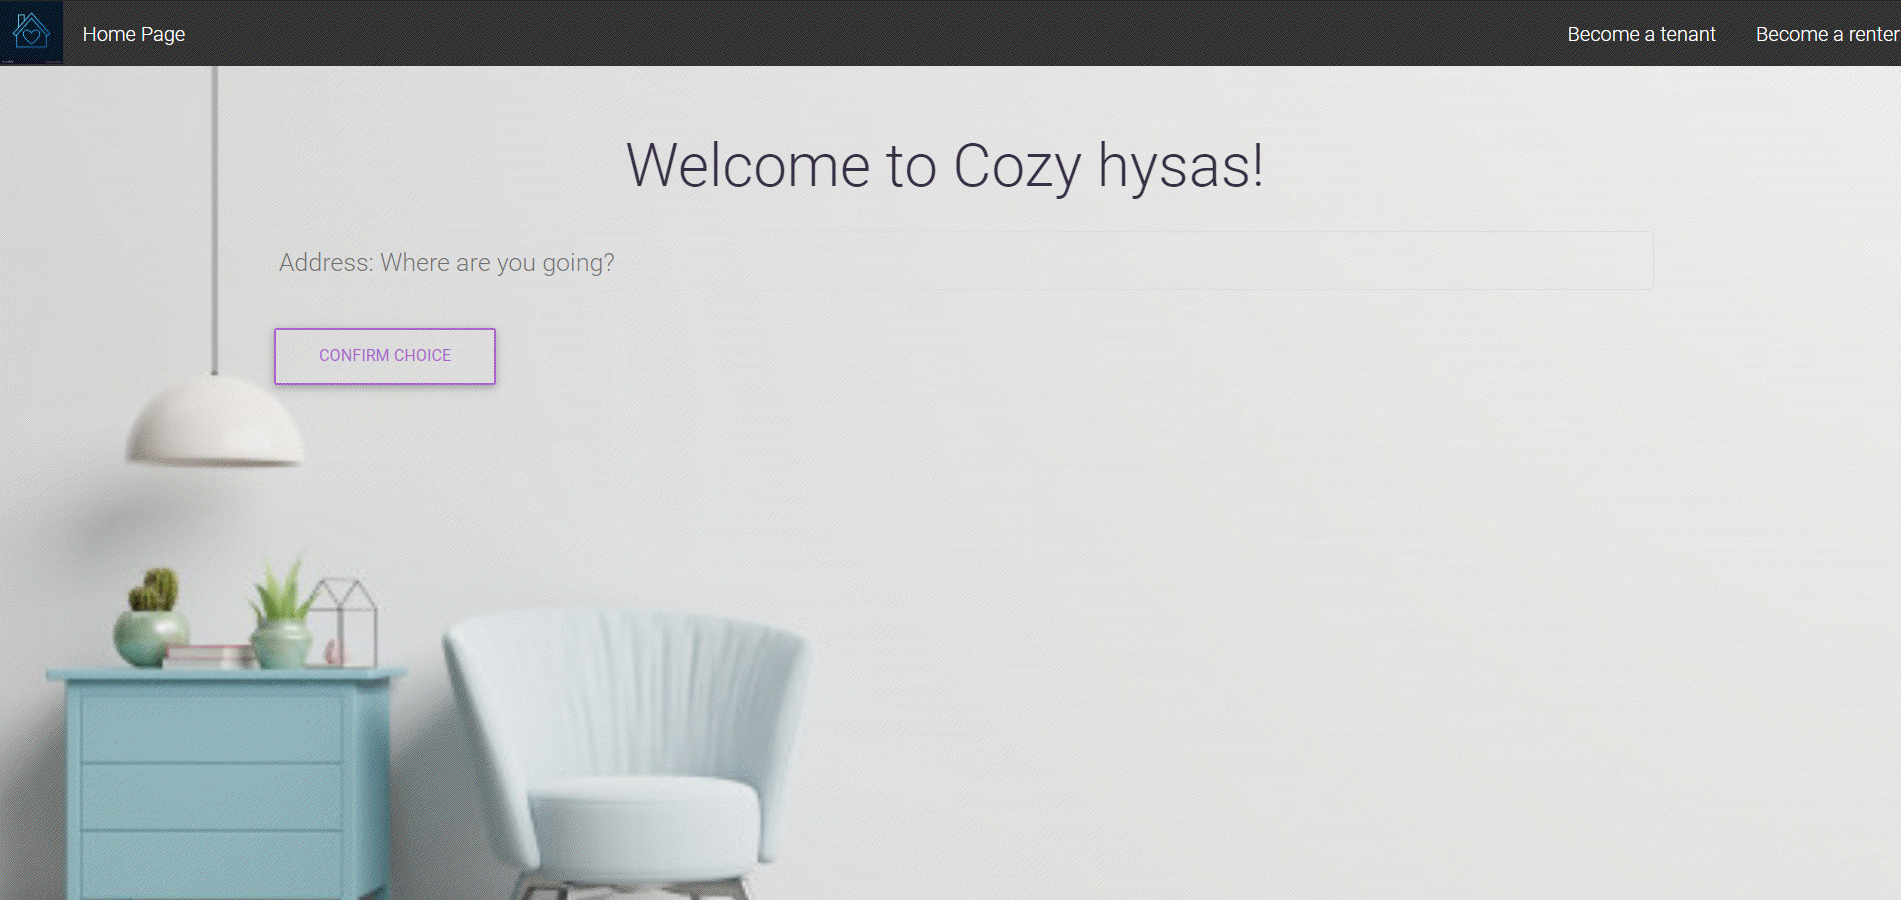 Home Page
Become a tenant
Become a renter
Welcome to Cozy hysas!
Address: Where are you going?
CONFIRM CHOICE